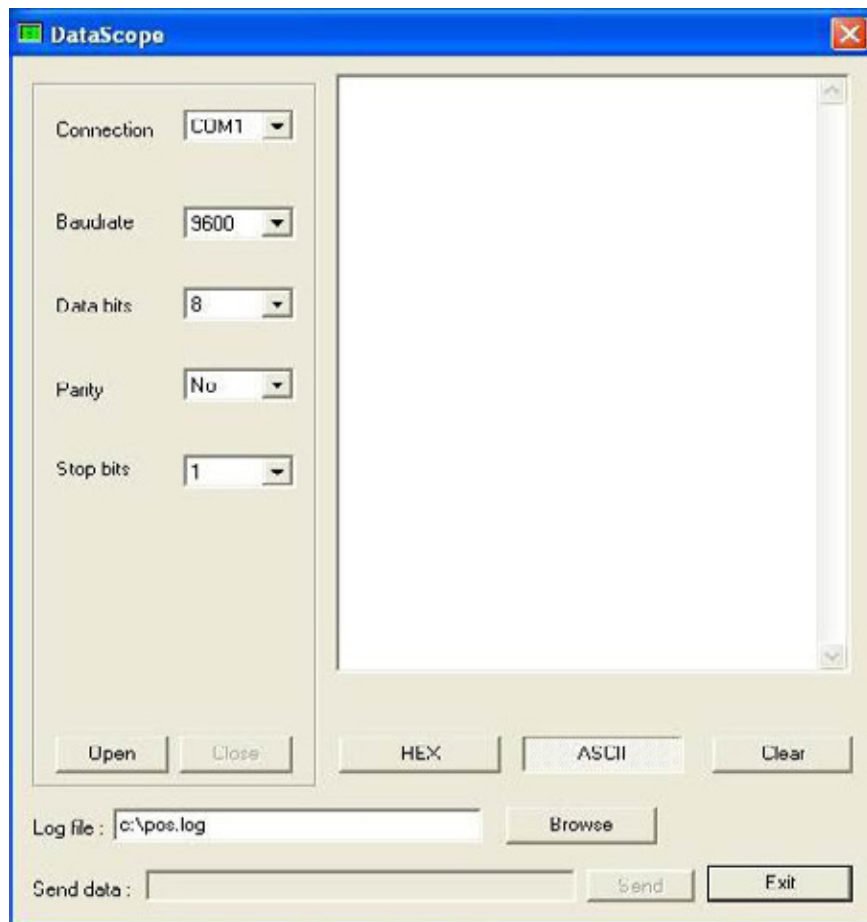 DataScope
Connection COM1
Baudrate 9600
Data bits 8
Parity No
Stop bits 1
Open Close HEX ASCII Clear
Log file : c:\pos.log Browse
Send data : Send Exit